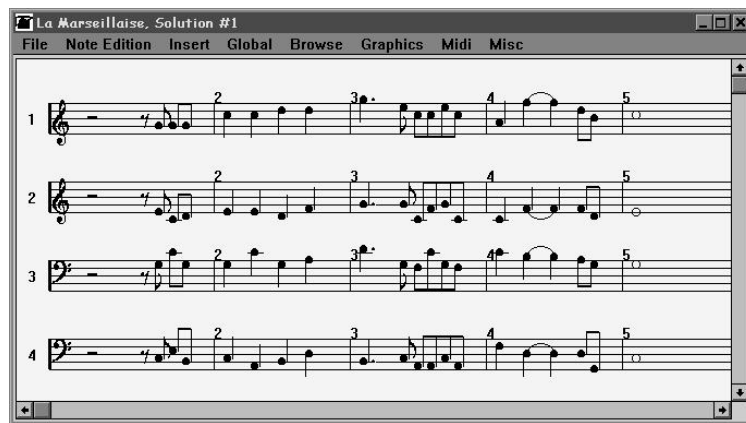 La Marseillaise, Solution #1
File Note Edition Insert Global Browse Graphics Midi Misc
1 2 3 4 5
2 2 3 4 5
3 2 3 4 5
4 2 3 4 5